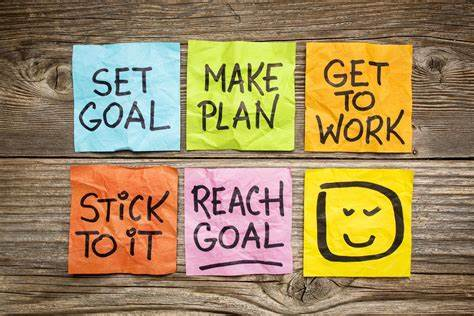 SET
GOAL
MAKE
PLAN
GET
TO
WORK
STICK
TO IT
REACH
GOAL